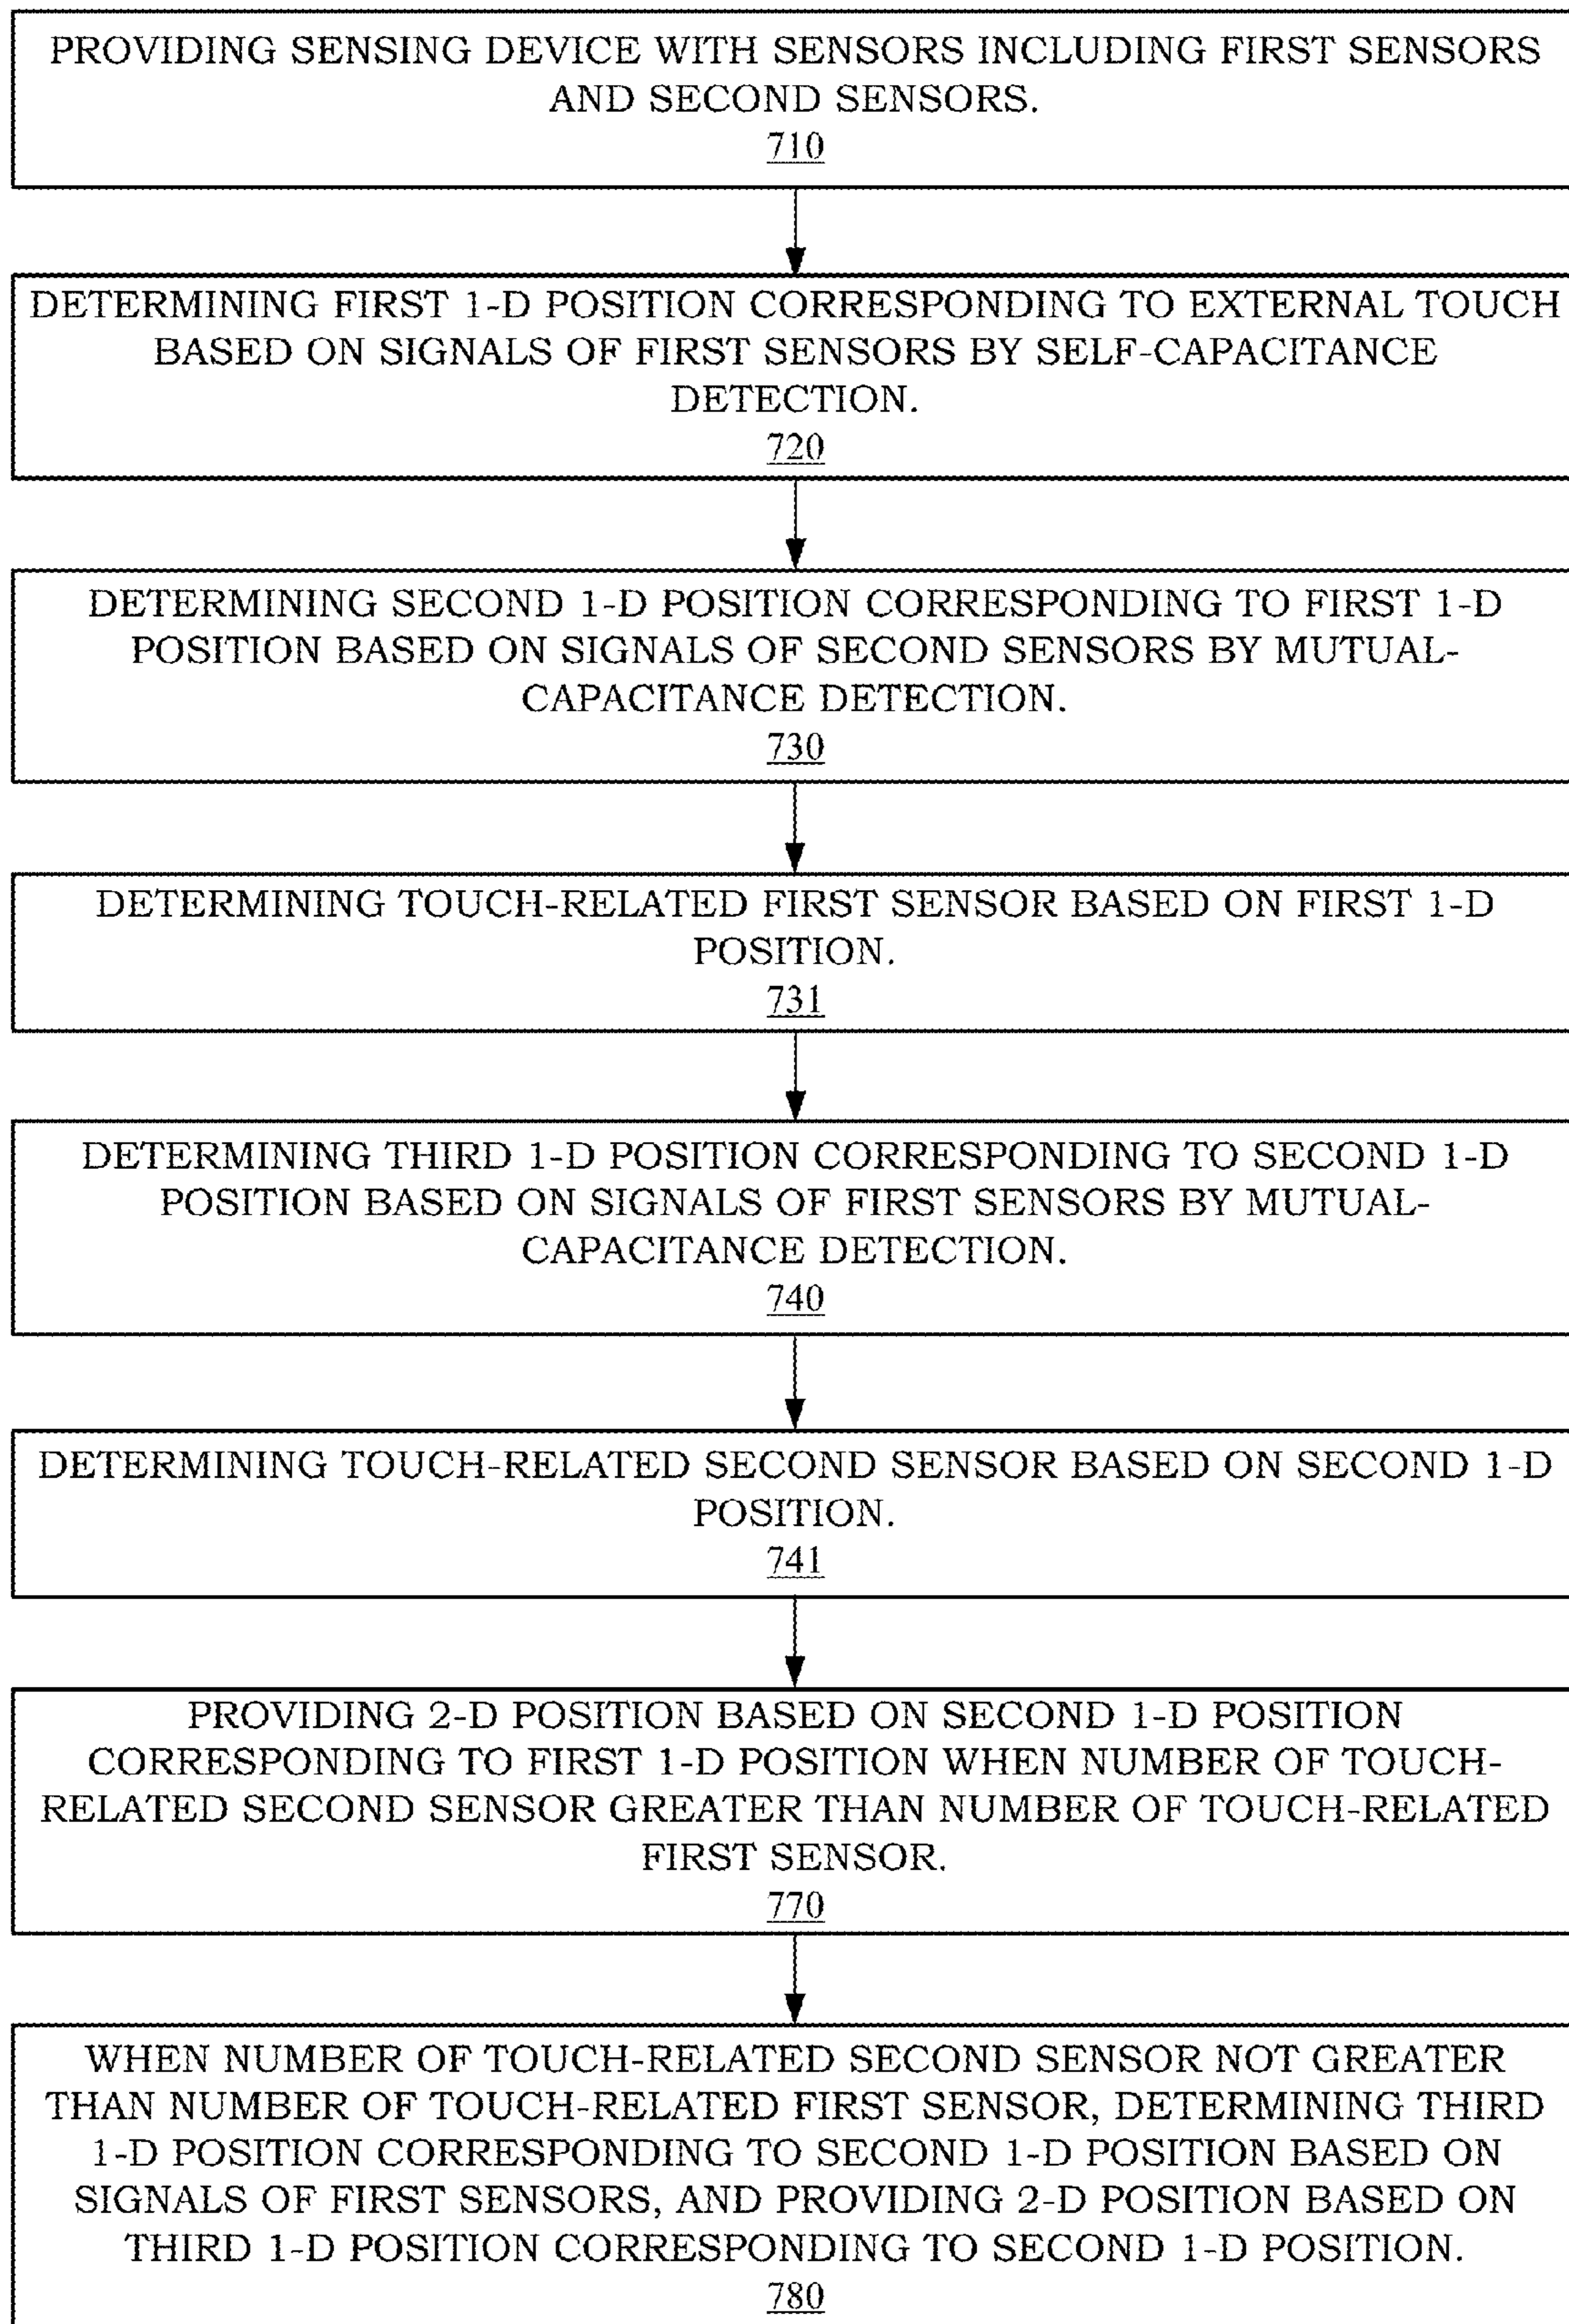 PROVIDING SENSING DEVICE WITH SENSORS INCLUDING FIRST SENSORS
AND SECOND SENSORS.
710
DETERMINING FIRST 1-D POSITION CORRESPONDING TO EXTERNAL TOUCH
BASED ON SIGNALS OF FIRST SENSORS BY SELF-CAPACITANCE
DETECTION.
720
DETERMINING SECOND 1-D POSITION CORRESPONDING TO FIRST 1-D
POSITION BASED ON SIGNALS OF SECOND SENSORS BY MUTUAL-
CAPACITANCE DETECTION.
730
DETERMINING TOUCH-RELATED FIRST SENSOR BASED ON FIRST 1-D
POSITION.
731
DETERMINING THIRD 1-D POSITION CORRESPONDING TO SECOND 1-D
POSITION BASED ON SIGNALS OF FIRST SENSORS BY MUTUAL-
CAPACITANCE DETECTION.
740
DETERMINING TOUCH-RELATED SECOND SENSOR BASED ON SECOND 1-D
POSITION.
741
PROVIDING 2-D POSITION BASED ON SECOND 1-D POSITION
CORRESPONDING TO FIRST 1-D POSITION WHEN NUMBER OF TOUCH-
RELATED SECOND SENSOR GREATER THAN NUMBER OF TOUCH-RELATED
FIRST SENSOR.
770
WHEN NUMBER OF TOUCH-RELATED SECOND SENSOR NOT GREATER
THAN NUMBER OF TOUCH-RELATED FIRST SENSOR, DETERMINING THIRD
1-D POSITION CORRESPONDING TO SECOND 1-D POSITION BASED ON
SIGNALS OF FIRST SENSORS, AND PROVIDING 2-D POSITION BASED ON
THIRD 1-D POSITION CORRESPONDING TO SECOND 1-D POSITION.
780